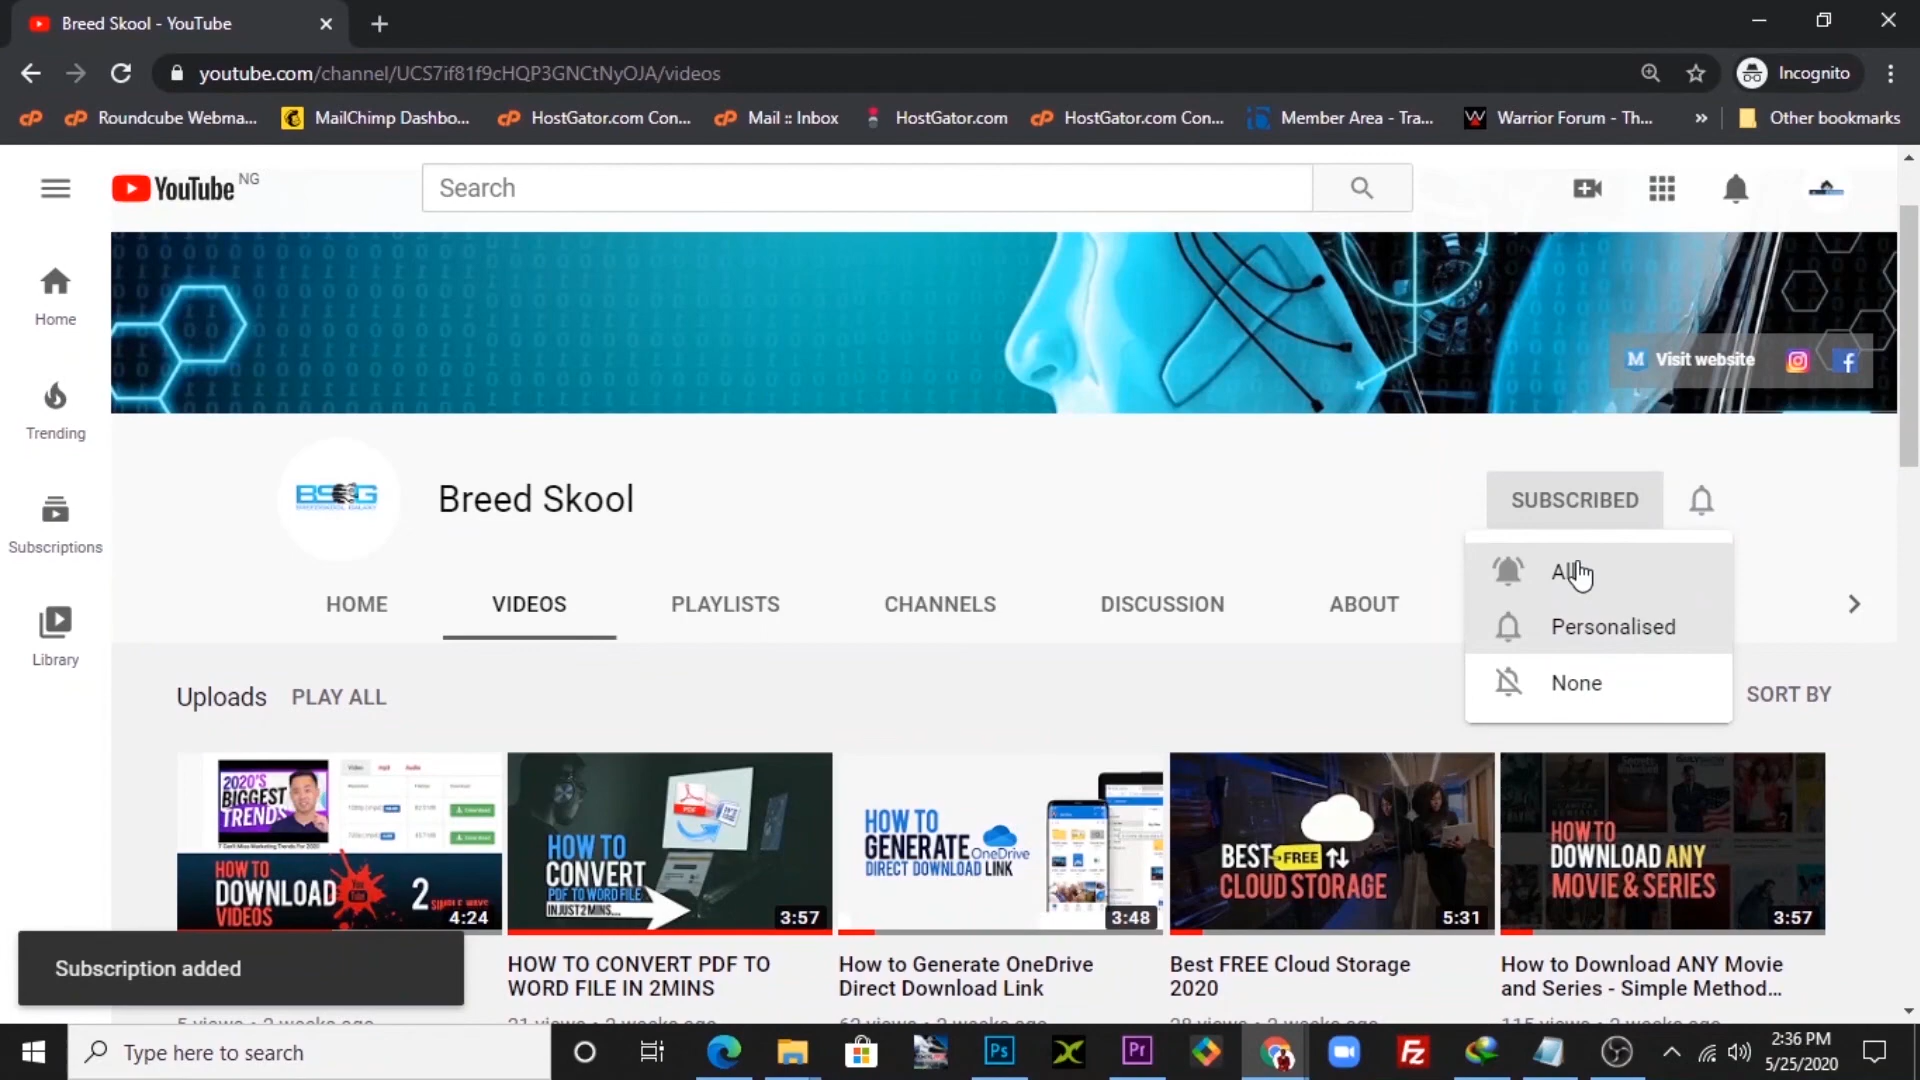 Breed Skool - YouTube
youtube.com/channel/UCS7if81f9cHQP3GNCtNyOJA/videos
Incognito
Roundcube Webma... MailChimp Dashbo... HostGator.com Con... Mail :: Inbox HostGator.com HostGator.com Con... Member Area - Tra... Warrior Forum - Th... » Other bookmarks
YouTube NG
Search
Home
Trending
Subscriptions
Library
Visit website
BREEDSKOOL GALAXY
Breed Skool
SUBSCRIBED
All
Personalised
None
HOME VIDEOS PLAYLISTS CHANNELS DISCUSSION ABOUT
Uploads PLAY ALL
SORT BY
2020'S
BIGGEST
TRENDS
HOW TO
DOWNLOAD
VIDEOS
2
4:24
HOW TO
CONVERT
PDF TO WORD FILE
IN JUST 2 MINS...
3:57
HOW TO
GENERATE
OneDrive
DIRECT DOWNLOAD LINK
3:48
BEST FREE
CLOUD STORAGE
5:31
HOW TO
DOWNLOAD ANY
MOVIE & SERIES
3:57
Subscription added
HOW TO CONVERT PDF TO
WORD FILE IN 2MINS
How to Generate OneDrive
Direct Download Link
Best FREE Cloud Storage
2020
How to Download ANY Movie
and Series - Simple Method...
Type here to search
Ps
Pr
Fz
2:36 PM
5/25/2020